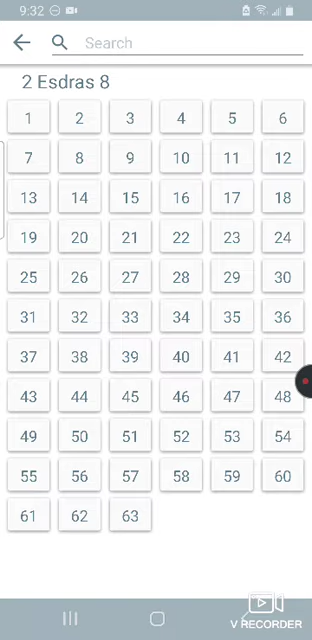 9:32
Search
2 Esdras 8
1 2 3 4 5 6
7 8 9 10 11 12
13 14 15 16 17 18
19 20 21 22 23 24
25 26 27 28 29 30
31 32 33 34 35 36
37 38 39 40 41 42
43 44 45 46 47 48
49 50 51 52 53 54
55 56 57 58 59 60
61 62 63
V RECORDER